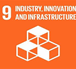 9 INDUSTRY, INNOVATION
AND INFRASTRUCTURE